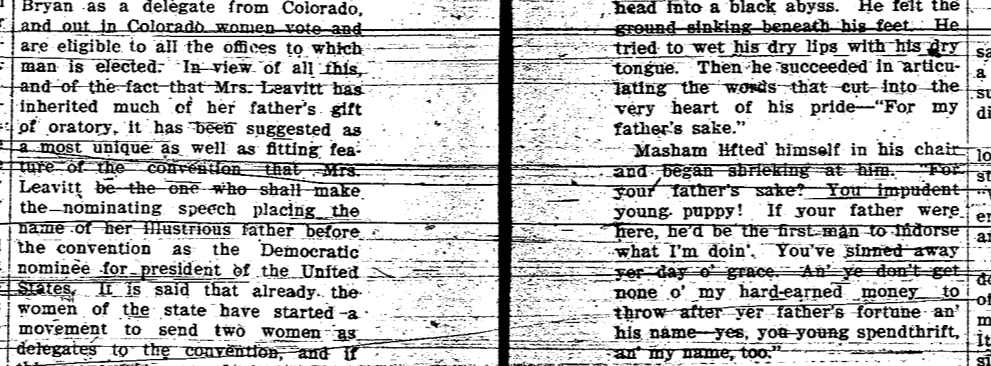 Bryan as a delegate from Colorado,
and out in Colorado women vote and
are eligible to all the offices to which
man is elected. In view of all this,
and of the fact that Mrs. Leavitt has
inherited much of her father's gift
of oratory, it has been suggested as
a most unique as well as fitting fea-
ture of the convention that Mrs.
Leavitt be the one who shall make
the nominating speech placing the
name of her illustrious father before
the convention as the Democratic
nominee for president of the United
States. It is said that already the
women of the state have started a
movement to send two women as
delegates to the convention, and if
head into a black abyss. He felt the
ground sinking beneath his feet. He
tried to wet his dry lips with his dry
tongue. Then he succeeded in articu-
lating the words that cut into the
very heart of his pride—"For my
father's sake."
Masham lifted himself in his chair
and began shrieking at him. "For
your father's sake? You impudent
young puppy! If your father were
here, he'd be the first man to indorse
what I'm doin'. You've sinned away
yer day o' grace. An' ye don't get
none o' my hard-earned money to
throw after yer father's fortune an'
his name—yes, you young spendthrift,
an' my name, too."